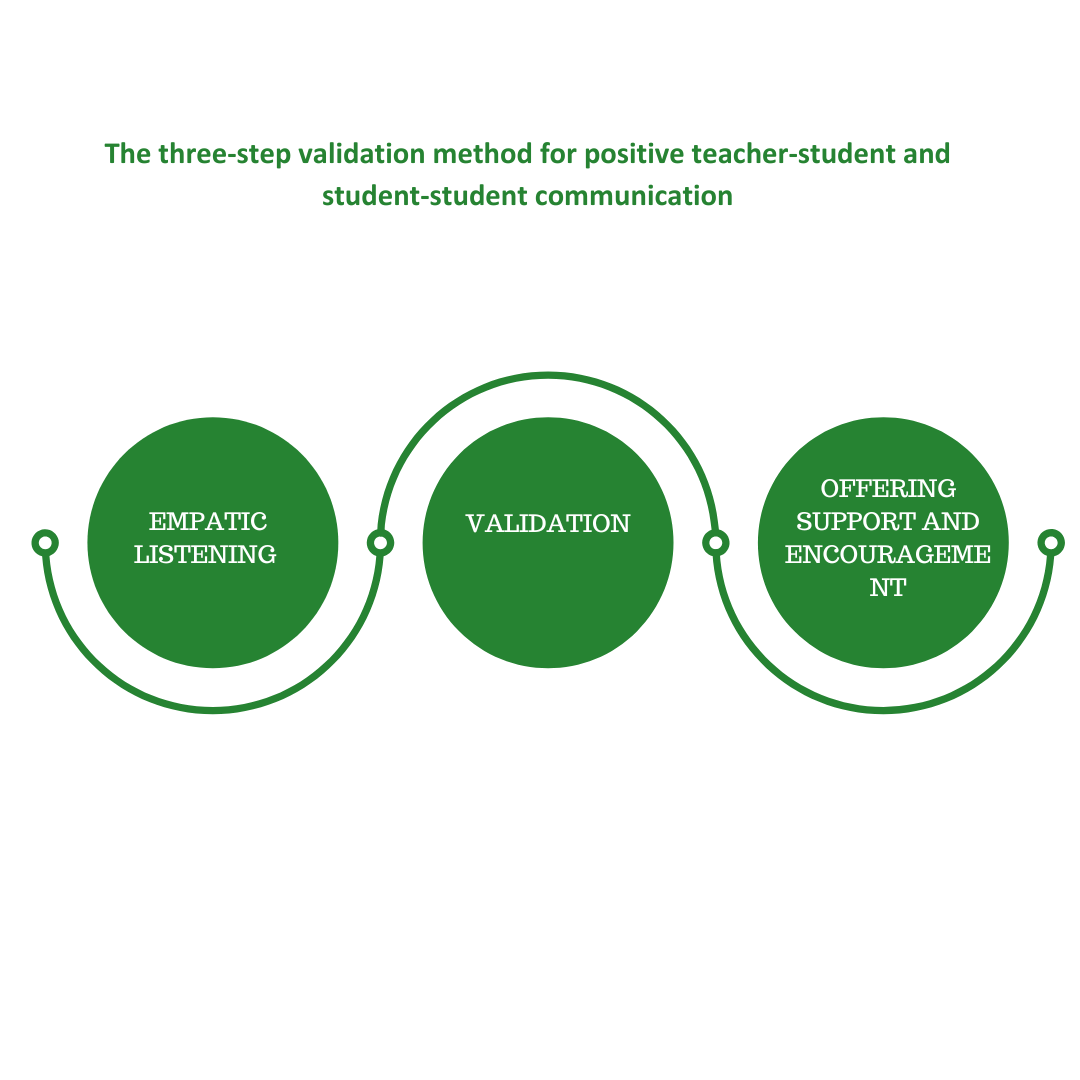 The three-step validation method for positive teacher-student and
student-student communication
EMPATIC
LISTENING
VALIDATION
OFFERING
SUPPORT AND
ENCOURAGEME
NT